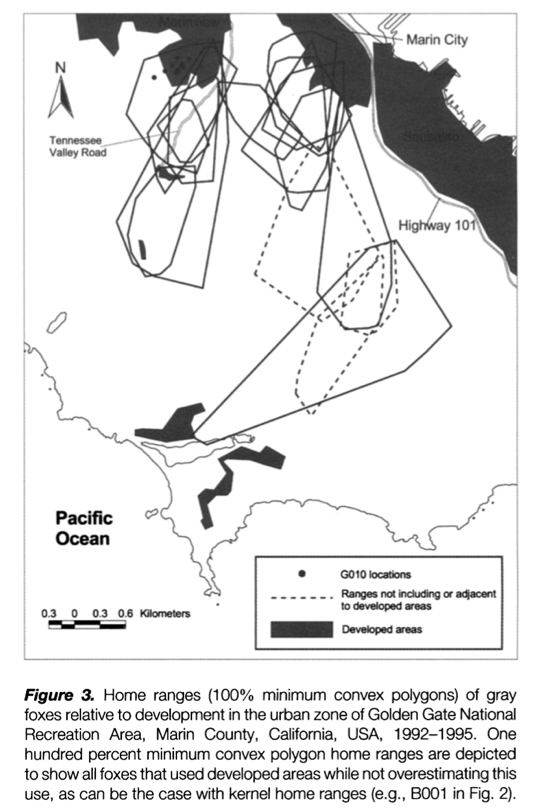 Marinview
Marin City
N
Tennessee
Valley Road
Sausalito
Highway 101
Pacific
Ocean
0.3 0 0.3 0.6 Kilometers
G010 locations
Ranges not including or adjacent
to developed areas
Developed areas
Figure 3. Home ranges (100% minimum convex polygons) of gray
foxes relative to development in the urban zone of Golden Gate National
Recreation Area, Marin County, California, USA, 1992–1995. One
hundred percent minimum convex polygon home ranges are depicted
to show all foxes that used developed areas while not overestimating this
use, as can be the case with kernel home ranges (e.g., B001 in Fig. 2).